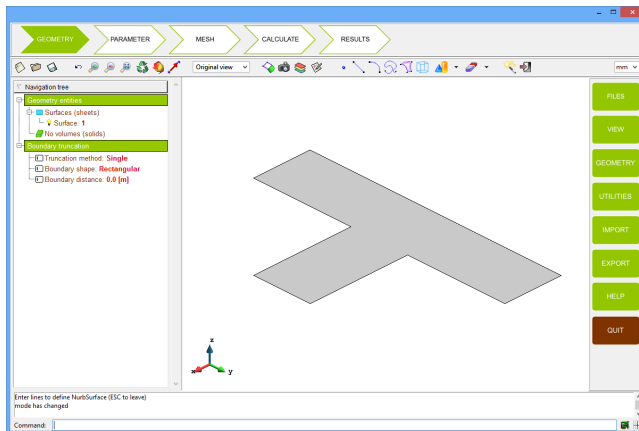 GEOMETRY
PARAMETER
MESH
CALCULATE
RESULTS
Original view
mm
Navigation tree
Geometry entities
Surfaces (sheets)
Surface: 1
No volumes (solids)
Boundary truncation
Truncation method: Single
Boundary shape: Rectangular
Boundary distance: 0.0 [m]
FILES
VIEW
GEOMETRY
UTILITIES
IMPORT
EXPORT
HELP
QUIT
z
x
y
Enter lines to define NurbSurface (ESC to leave)
mode has changed
Command: